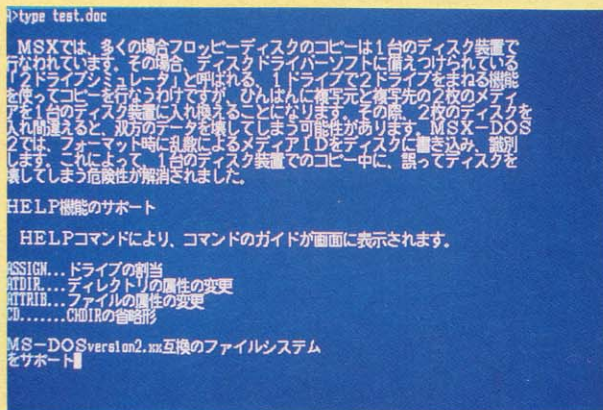 A>type test.doc
MSXでは、多くの場合フロッピーディスクのコピーは1台のディスク装置で
行なわれています。その場合、ディスクドライバーソフトに備えつけられている
「2ドライブシミュレータ」と呼ばれる、1ドライブで2ドライブをまねる機能
を使ってコピーを行なうわけですが、ひんぱんに複写元と複写先の2枚のメディ
アを1台のディスク装置に入れ換えることになります。その際、2枚のディスクを
入れ間違えると、双方のデータを壊してしまう可能性があります。MSX-DOS
2では、フォーマット時に乱数によるメディアIDをディスクに書き込み、識別
します。これによって、1台のディスク装置でのコピー中に、誤ってディスクを
壊してしまう危険性が解消されました。
HELP機能のサポート
HELPコマンドにより、コマンドのガイドが画面に表示されます。
ASSIGN...ドライブの割当
ATDIR....ディレクトリの属性の変更
ATTRIB...ファイルの属性の変更
CD.......CHDIRの省略形
MS-DOSversion2.xx互換のファイルシステム
をサポート